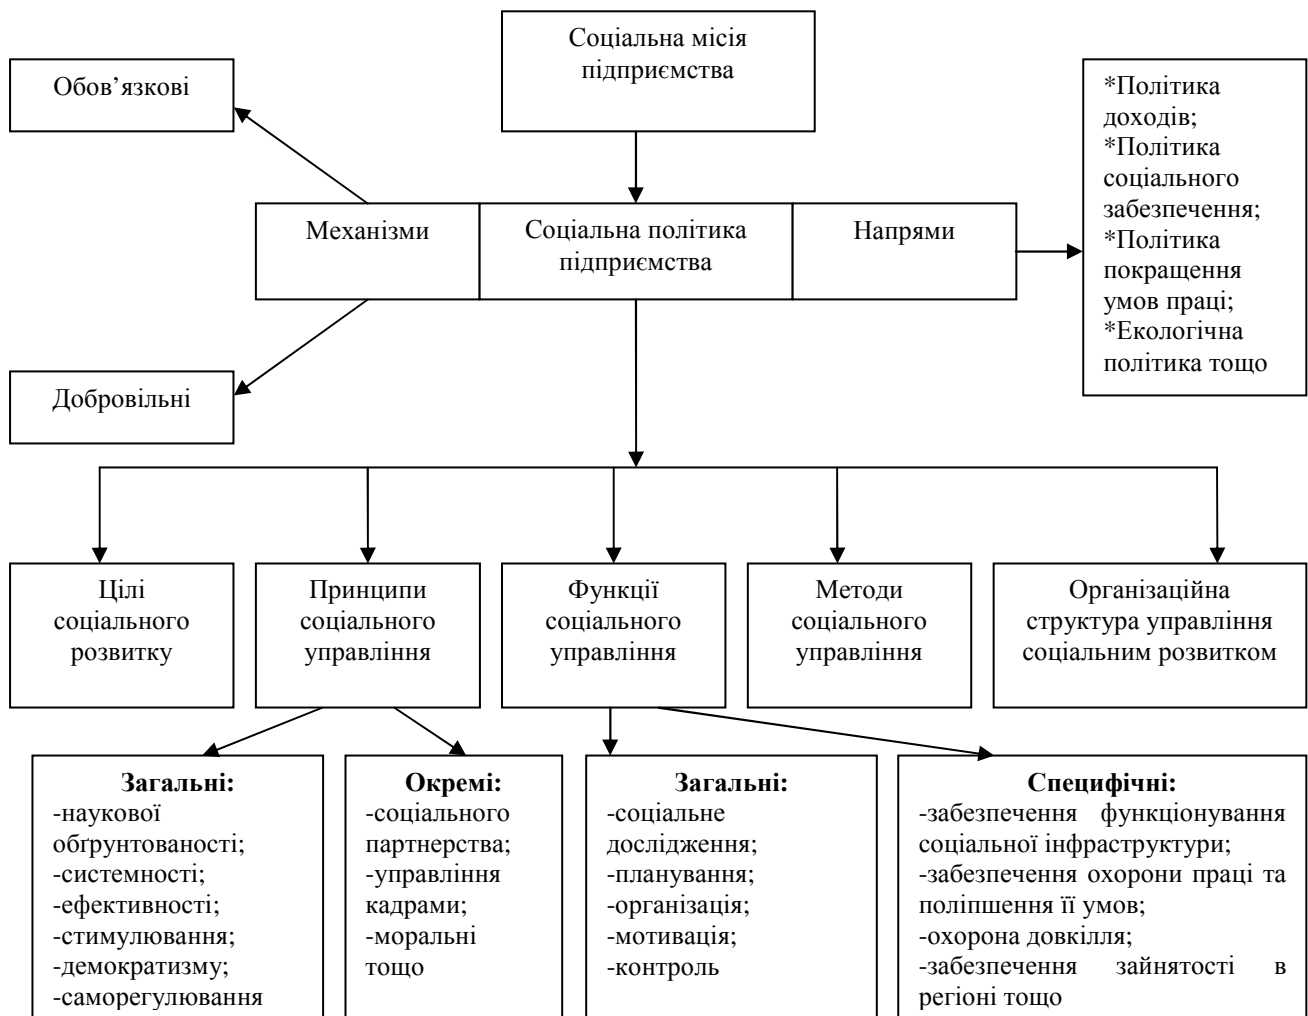 Соціальна місія
підприємства
Обов’язкові
*Політика
доходів;
*Політика
соціального
забезпечення;
*Політика
покращення
умов праці;
*Екологічна
політика тощо
Механізми
Соціальна політика
підприємства
Напрями
Добровільні
Цілі
соціального
розвитку
Принципи
соціального
управління
Функції
соціального
управління
Методи
соціального
управління
Організаційна
структура управління
соціальним розвитком
Загальні:
-наукової
обґрунтованості;
-системності;
-ефективності;
-стимулювання;
-демократизму;
-саморегулювання
Окремі:
-соціального
партнерства;
-управління
кадрами;
-моральні
тощо
Загальні:
-соціальне
дослідження;
-планування;
-організація;
-мотивація;
-контроль
Специфічні:
-забезпечення функціонування
соціальної інфраструктури;
-забезпечення охорони праці та
поліпшення її умов;
-охорона довкілля;
-забезпечення зайнятості в
регіоні тощо